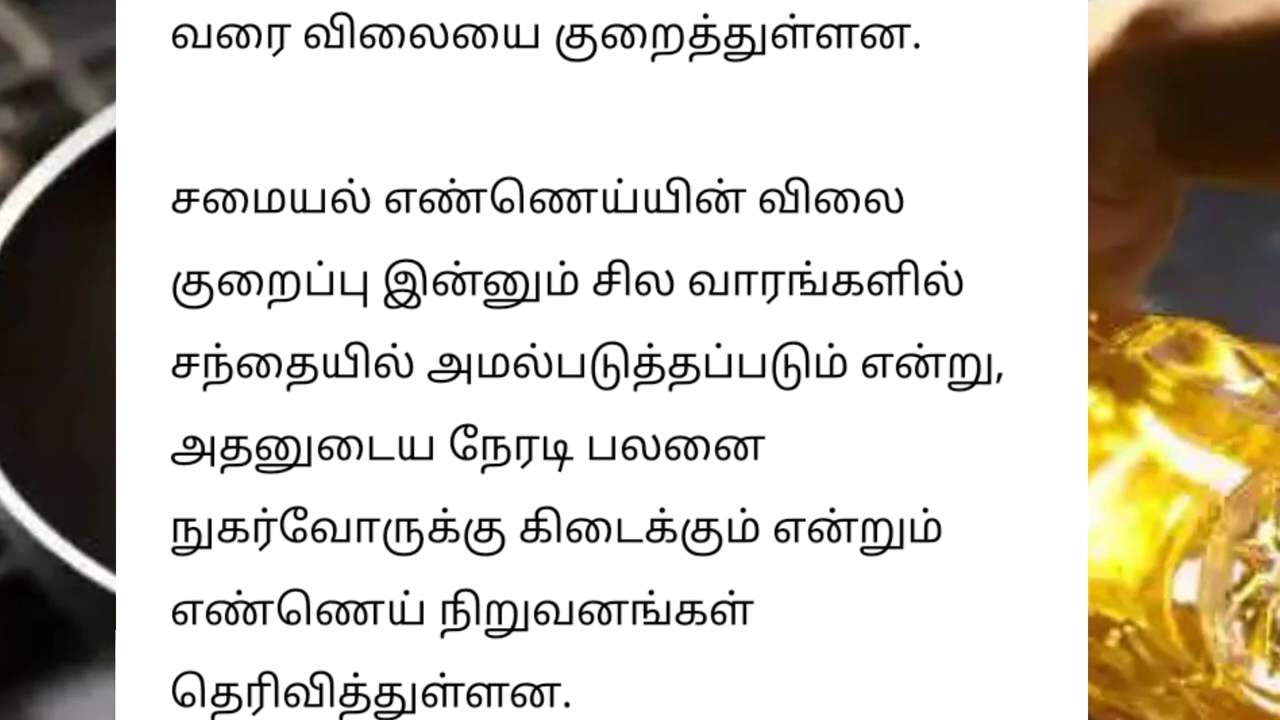 வரை விலையை குறைத்துள்ளன.
சமையல் எண்ணெய்யின் விலை
குறைப்பு இன்னும் சில வாரங்களில்
சந்தையில் அமல்படுத்தப்படும் என்று,
அதனுடைய நேரடி பலனை
நுகர்வோருக்கு கிடைக்கும் என்றும்
எண்ணெய் நிறுவனங்கள்
தெரிவித்துள்ளன.